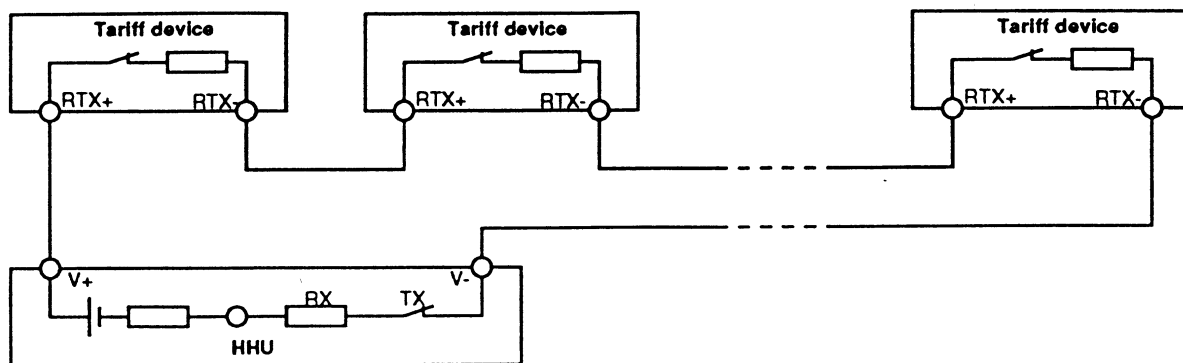 Tariff device
Tariff device
Tariff device
RTX+
RTX-
RTX+
RTX-
RTX+
RTX-
V+
V-
RX
TX
HHU